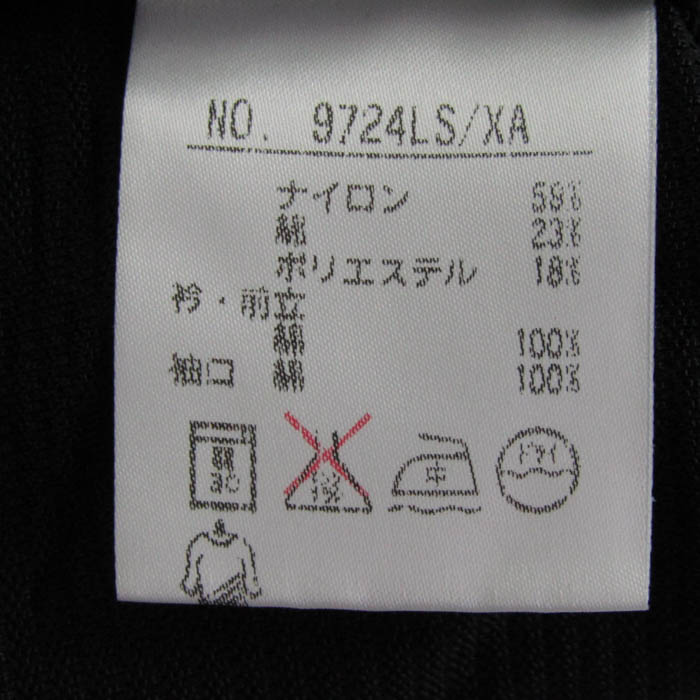 NO. 9724LS/XA
ナイロン 59%
綿 23%
ポリエステル 18%
衿・前立
綿 100%
袖口 綿 100%
中 ドライ